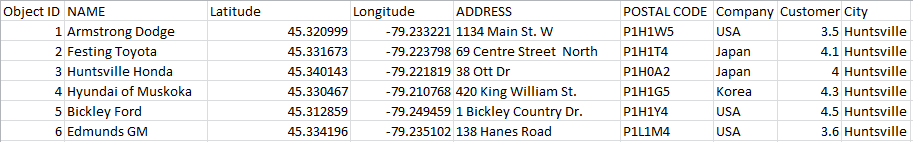 Object ID NAME Latitude Longitude ADDRESS POSTAL CODE Company Customer City
1 Armstrong Dodge 45.320999 -79.233221 1134 Main St. W P1H1W5 USA 3.5 Huntsville
2 Festing Toyota 45.331673 -79.223798 69 Centre Street  North P1H1T4 Japan 4.1 Huntsville
3 Huntsville Honda 45.340143 -79.221819 38 Ott Dr P1H0A2 Japan 4 Huntsville
4 Hyundai of Muskoka 45.330467 -79.210768 420 King William St. P1H1G5 Korea 4.3 Huntsville
5 Bickley Ford 45.312859 -79.249459 1 Bickley Country Dr. P1H1Y4 USA 4.5 Huntsville
6 Edmunds GM 45.334196 -79.235102 138 Hanes Road P1L1M4 USA 3.6 Huntsville